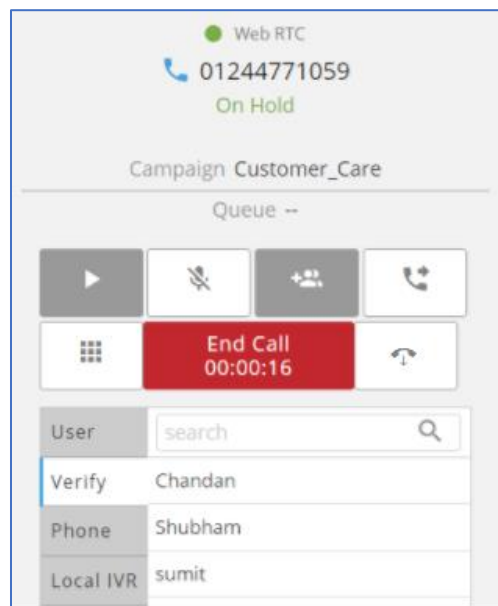 Web RTC
01244771059
On Hold
Campaign Customer_Care
Queue --
End Call
00:00:16
User search
Verify Chandan
Phone Shubham
Local IVR sumit